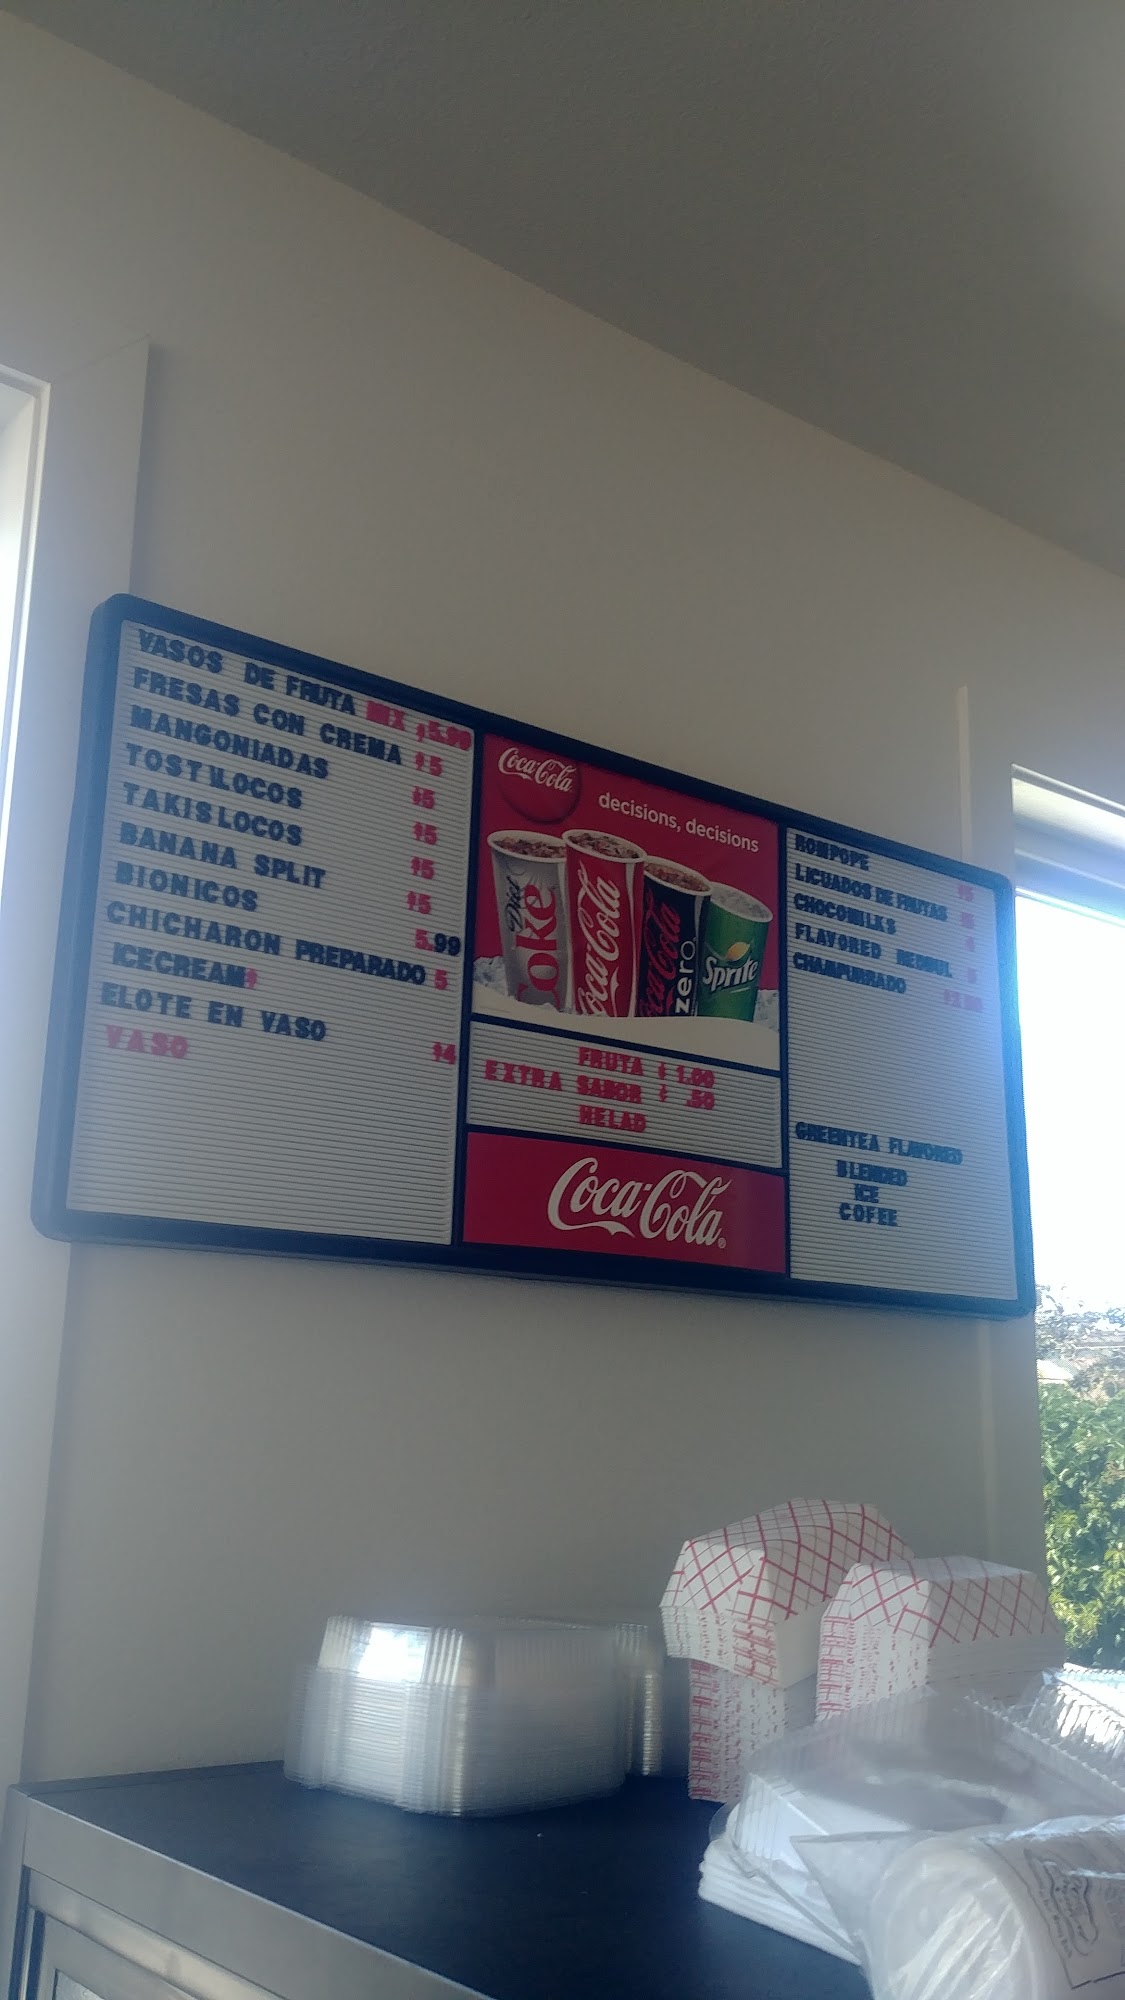 VASOS DE FRUTA MIX $5.99
FRESAS CON CREMA $5
MANGONIADAS $5
TOSTILOCOS $5
TAKIS LOCOS $5
BANANA SPLIT $5
BIONICOS 5.99
CHICHARON PREPARADO 5
ICECREAM
ELOTE EN VASO $4
VASO
Coca-Cola
decisions, decisions
Diet Coke
Coca-Cola
Coca-Cola zero
Sprite
FRUTA $ 1.00
EXTRA SABOR $ .50
HELAD
Coca-Cola
ROMPOPE
LICUADOS DE FRUTAS
CHOCOMILKS
FLAVORED REDBUL
CHAMPURRADO
GREENTEA FLAVORED
BLENDED
ICE
COFEE